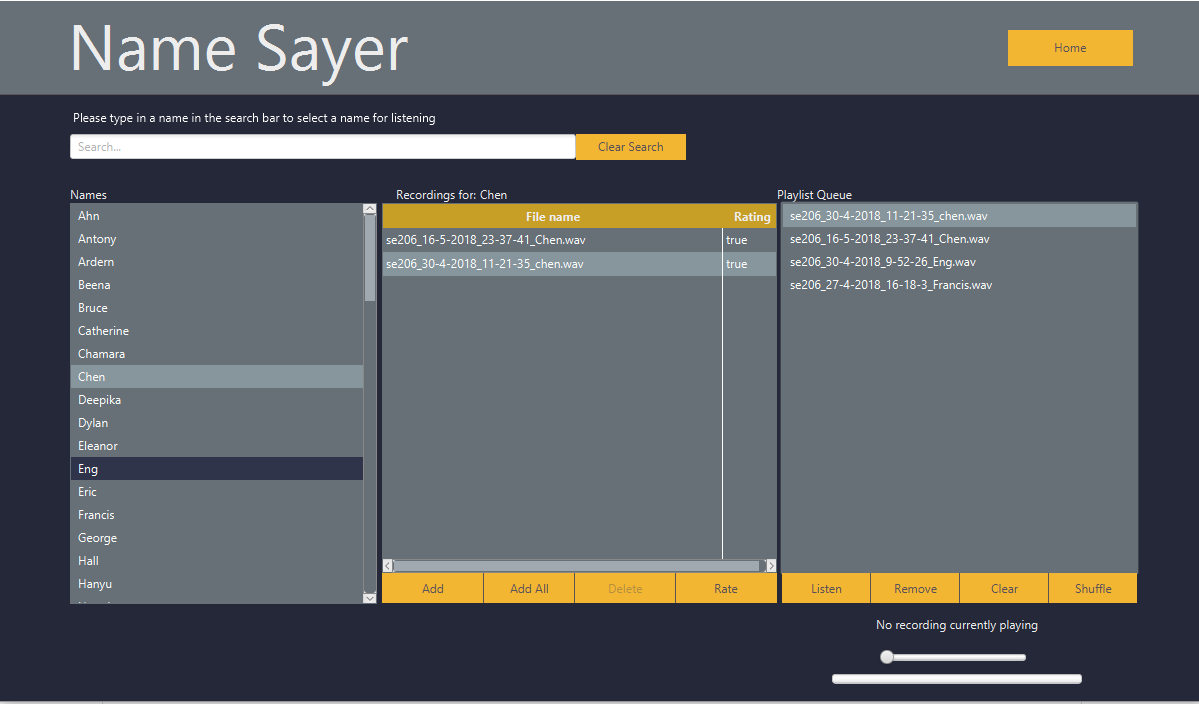 Name Sayer
Home
Please type in a name in the search bar to select a name for listening
Search...
Clear Search
Names
Ahn
Antony
Ardern
Beena
Bruce
Catherine
Chamara
Chen
Deepika
Dylan
Eleanor
Eng
Eric
Francis
George
Hall
Hanyu
Recordings for: Chen
File name Rating
se206_16-5-2018_23-37-41_Chen.wav true
se206_30-4-2018_11-21-35_chen.wav true
Add Add All Delete Rate
Playlist Queue
se206_30-4-2018_11-21-35_chen.wav
se206_16-5-2018_23-37-41_Chen.wav
se206_30-4-2018_9-52-26_Eng.wav
se206_27-4-2018_16-18-3_Francis.wav
Listen Remove Clear Shuffle
No recording currently playing